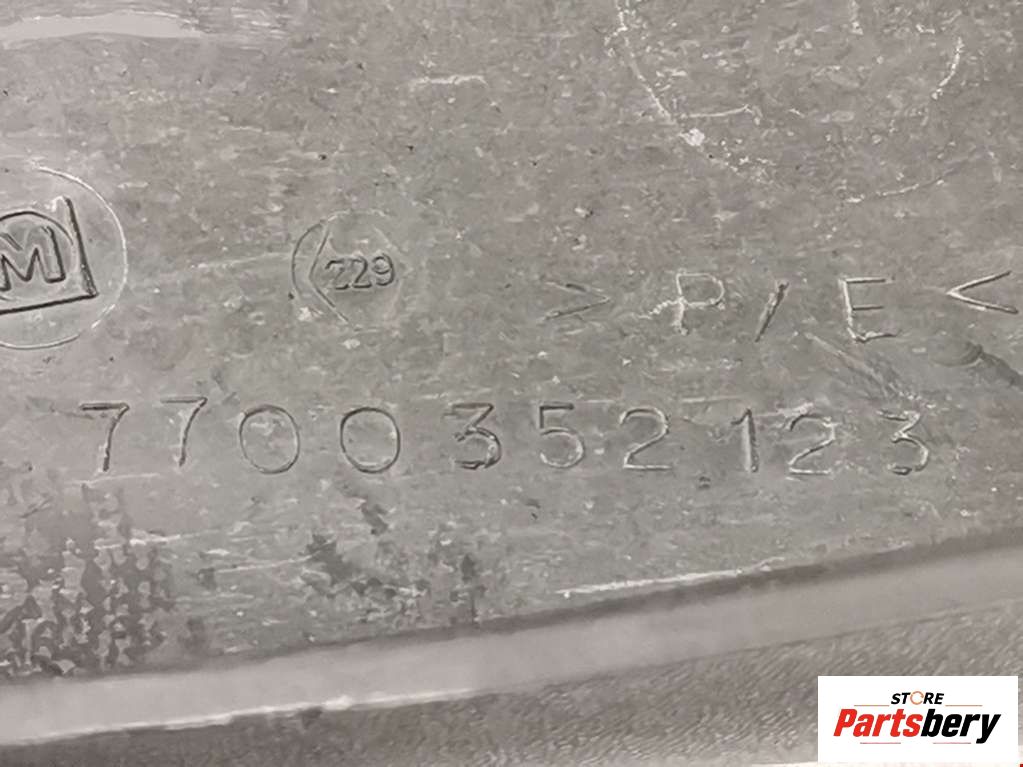 M
229
> P/E <
7700352123
STORE
Partsbery